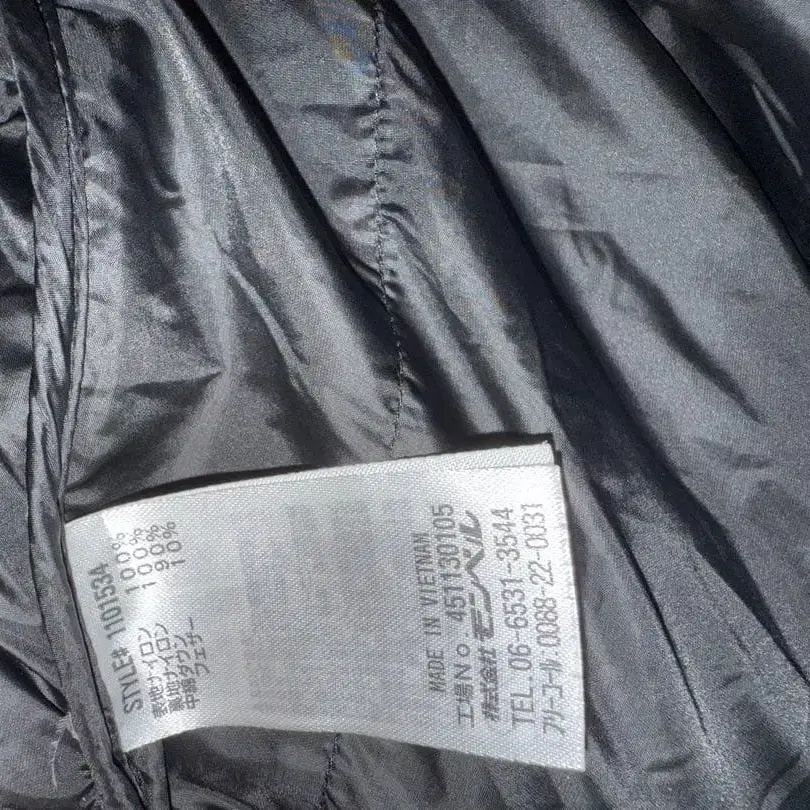 STYLE# 1101534
表地ナイロン 100%
裏地ナイロン 100%
中綿ダウン 90%
フェザー 10%
MADE IN VIETNAM
工場No. 451130105
株式会社 モンベル
TEL.06-6531-3544
フリーコール 0088-22-0031